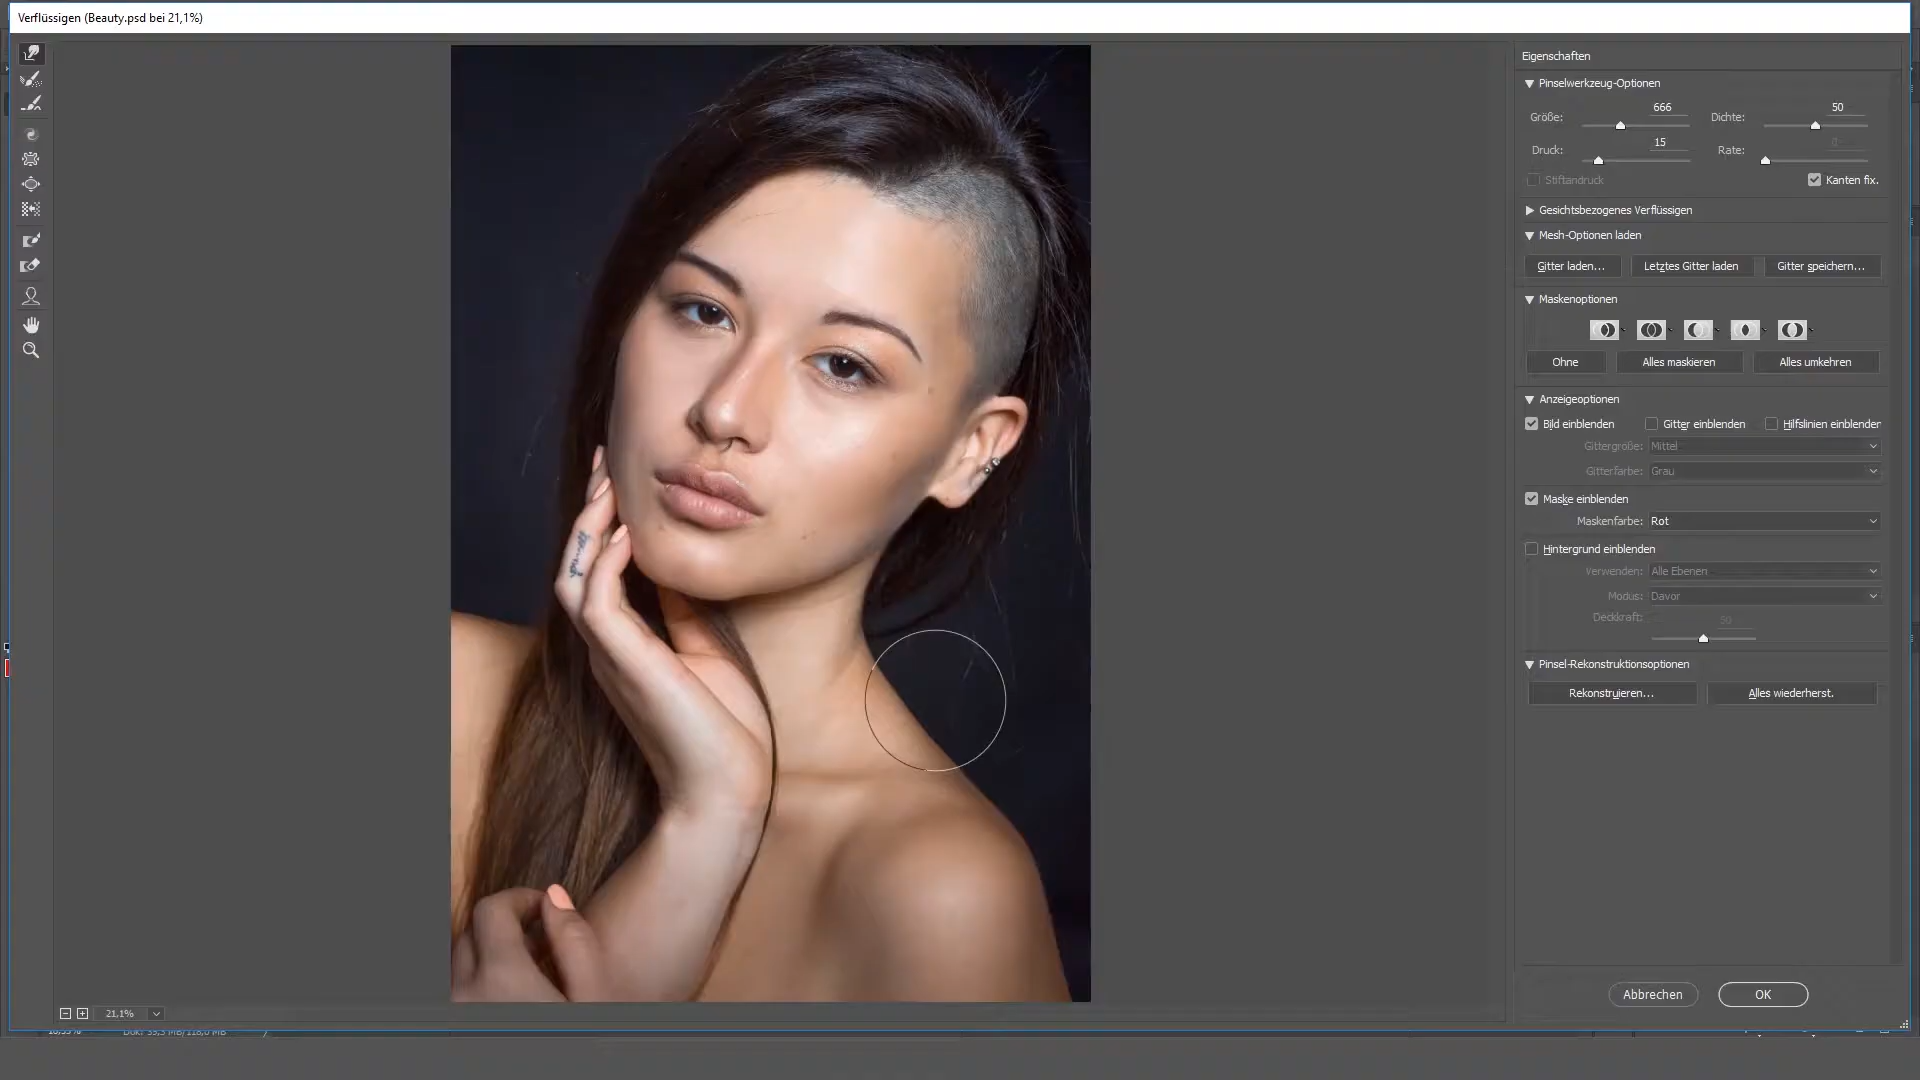 Verflüssigen (Beauty.psd bei 21,1%)
Eigenschaften
Pinselwerkzeug-Optionen
Größe: 666 Dichte: 50
Druck: 15 Rate: 0
Stiftandruck Kanten fix.
Gesichtsbezogenes Verflüssigen
Mesh-Optionen laden
Gitter laden... Letztes Gitter laden Gitter speichern...
Maskenoptionen
Ohne Alles maskieren Alles umkehren
Anzeigeoptionen
Bild einblenden Gitter einblenden Hilfslinien einblenden
Gittergröße: Mittel
Gitterfarbe: Grau
Maske einblenden
Maskenfarbe: Rot
Hintergrund einblenden
Verwenden: Alle Ebenen
Modus: Davor
Deckkraft: 50
Pinsel-Rekonstruktionsoptionen
Rekonstruieren... Alles wiederherst.
Abbrechen OK
21,1%